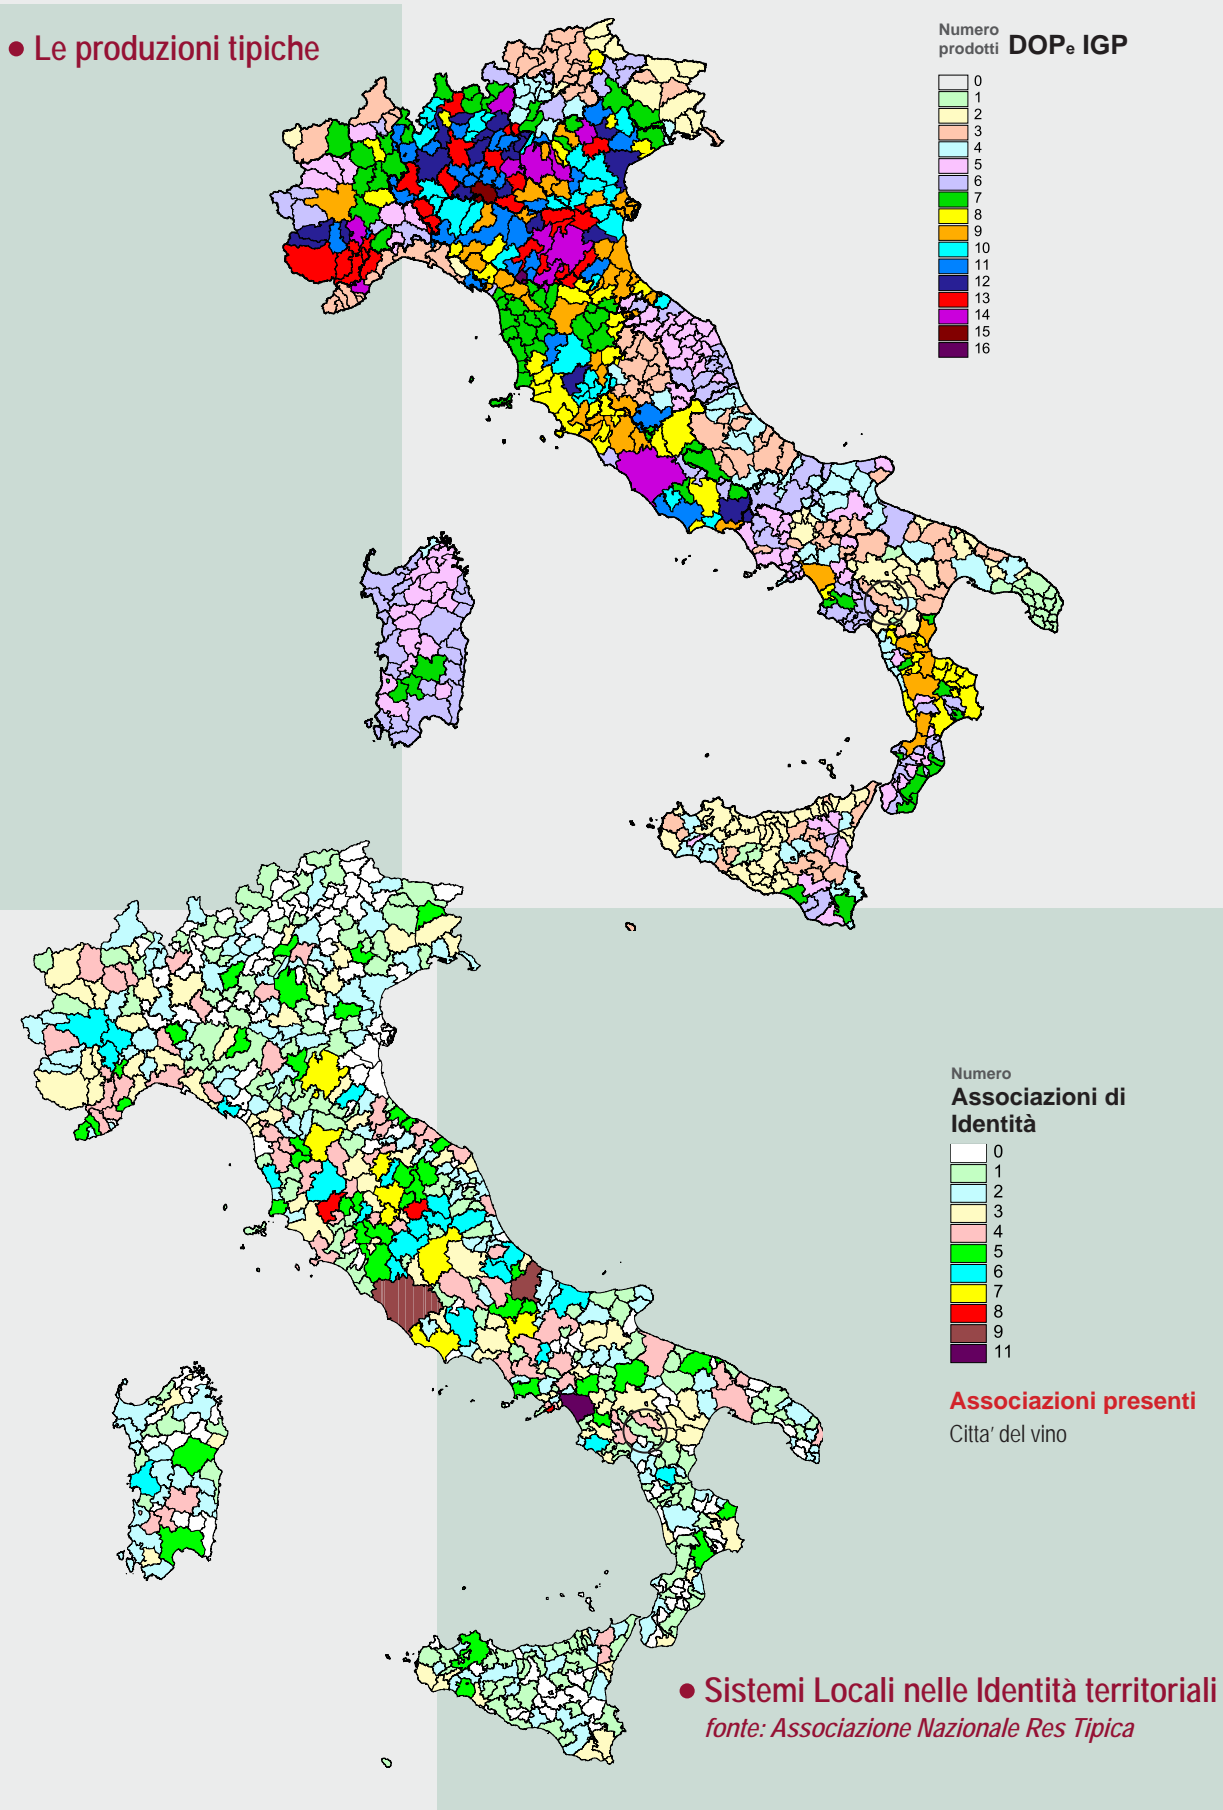 • Le produzioni tipiche
Numero
prodotti DOPe IGP
0
1
2
3
4
5
6
7
8
9
10
11
12
13
14
15
16
Numero
Associazioni di
Identità
0
1
2
3
4
5
6
7
8
9
11
Associazioni presenti
Citta' del vino
• Sistemi Locali nelle Identità territoriali
fonte: Associazione Nazionale Res Tipica